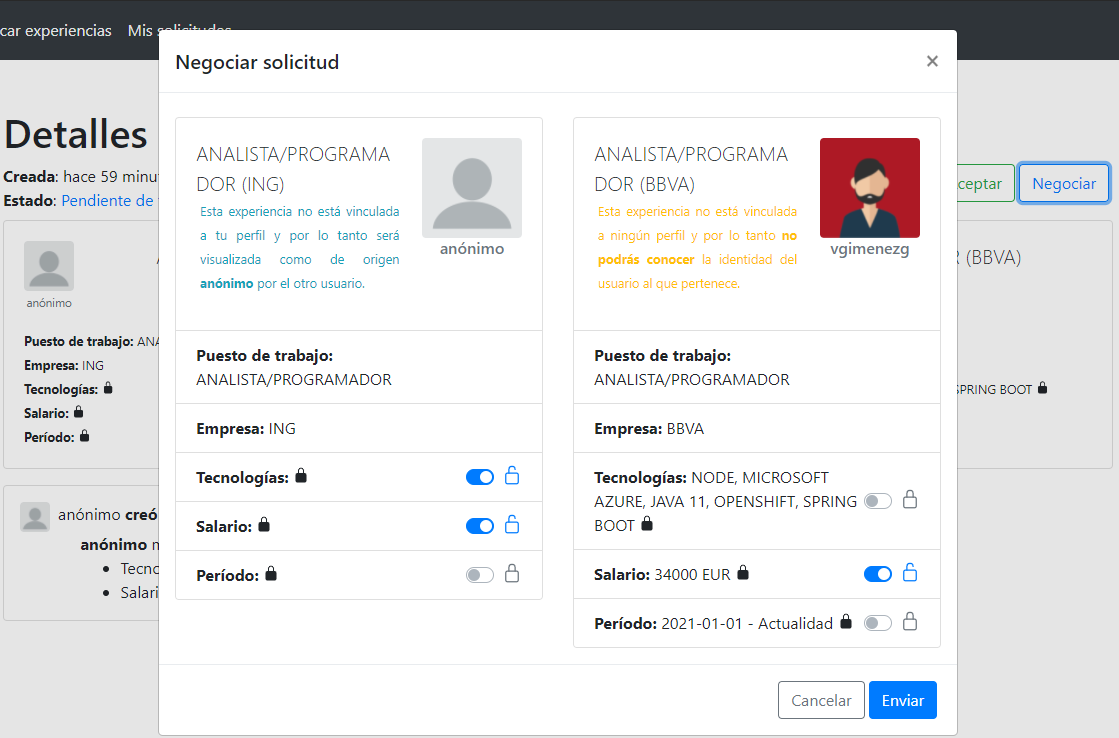 car experiencias Mis solicitudes
Negociar solicitud
×
Detalles
Creada: hace 59 minu
Estado: Pendiente de
ceptar
Negociar
anónimo
Puesto de trabajo: ANA
Empresa: ING
Tecnologías:
Salario:
Período:
(BBVA)
SPRING BOOT
anónimo creó
anónimo
Tecno
Salari
ANALISTA/PROGRAMA
DOR (ING)
Esta experiencia no está vinculada
a tu perfil y por lo tanto será
visualizada como de origen
anónimo por el otro usuario.
anónimo
Puesto de trabajo:
ANALISTA/PROGRAMADOR
Empresa: ING
Tecnologías:
Salario:
Período:
ANALISTA/PROGRAMA
DOR (BBVA)
Esta experiencia no está vinculada
a ningún perfil y por lo tanto no
podrás conocer la identidad del
usuario al que pertenece.
vgimenezg
Puesto de trabajo:
ANALISTA/PROGRAMADOR
Empresa: BBVA
Tecnologías: NODE, MICROSOFT
AZURE, JAVA 11, OPENSHIFT, SPRING
BOOT
Salario: 34000 EUR
Período: 2021-01-01 - Actualidad
Cancelar
Enviar